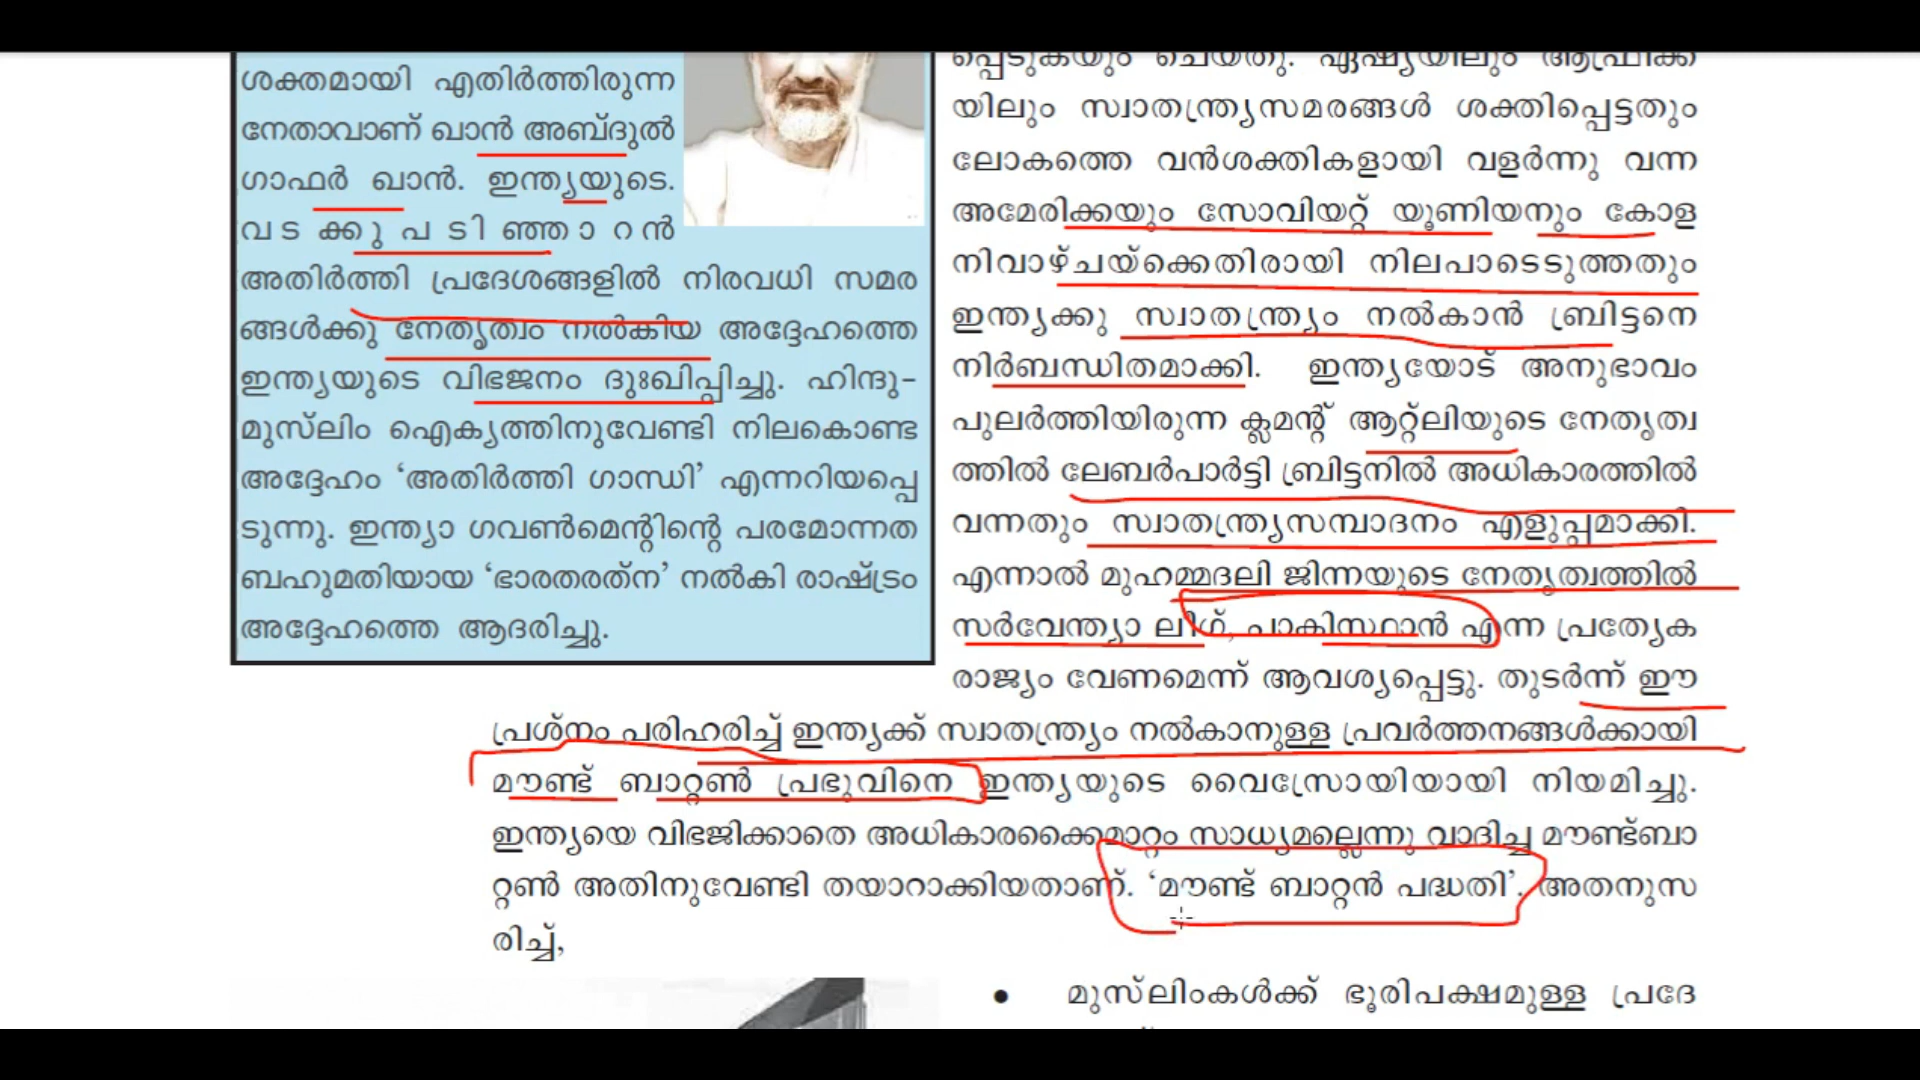 ശക്തമായി എതിർത്തിരുന്ന
നേതാവാണ് ഖാൻ അബ്ദുൽ
ഗാഫർ ഖാൻ. ഇന്ത്യയുടെ.
വടക്കുപടിഞ്ഞാറൻ
അതിർത്തി പ്രദേശങ്ങളിൽ നിരവധി സമര
ങ്ങൾക്കു നേതൃത്വം നൽകിയ അദ്ദേഹത്തെ
ഇന്ത്യയുടെ വിഭജനം ദുഃഖിപ്പിച്ചു. ഹിന്ദു-
മുസ്‌ലിം ഐക്യത്തിനുവേണ്ടി നിലകൊണ്ട
അദ്ദേഹം ‘അതിർത്തി ഗാന്ധി’ എന്നറിയപ്പെ
ടുന്നു. ഇന്ത്യാ ഗവൺമെന്റിന്റെ പരമോന്നത
ബഹുമതിയായ ‘ഭാരതരത്ന’ നൽകി രാഷ്ട്രം
അദ്ദേഹത്തെ ആദരിച്ചു.
പ്പെടുകയും ചെയ്തു. ഏഷ്യയിലും ആഫ്രിക്ക
യിലും സ്വാതന്ത്ര്യസമരങ്ങൾ ശക്തിപ്പെട്ടതും
ലോകത്തെ വൻശക്തികളായി വളർന്നു വന്ന
അമേരിക്കയും സോവിയറ്റ് യൂണിയനും കോള
നിവാഴ്ചയ്ക്കെതിരായി നിലപാടെടുത്തതും
ഇന്ത്യക്കു സ്വാതന്ത്ര്യം നൽകാൻ ബ്രിട്ടനെ
നിർബന്ധിതമാക്കി. ഇന്ത്യയോട് അനുഭാവം
പുലർത്തിയിരുന്ന ക്ലമന്റ് ആറ്റ്ലിയുടെ നേതൃത്വ
ത്തിൽ ലേബർപാർട്ടി ബ്രിട്ടനിൽ അധികാരത്തിൽ
വന്നതും സ്വാതന്ത്ര്യസമ്പാദനം എളുപ്പമാക്കി.
എന്നാൽ മുഹമ്മദലി ജിന്നയുടെ നേതൃത്വത്തിൽ
സർവേന്ത്യാ ലീഗ്, പാകിസ്ഥാൻ എന്ന പ്രത്യേക
രാജ്യം വേണമെന്ന് ആവശ്യപ്പെട്ടു. തുടർന്ന് ഈ
പ്രശ്നം പരിഹരിച്ച് ഇന്ത്യക്ക് സ്വാതന്ത്ര്യം നൽകാനുള്ള പ്രവർത്തനങ്ങൾക്കായി
മൗണ്ട് ബാറ്റൺ പ്രഭുവിനെ ഇന്ത്യയുടെ വൈസ്രോയിയായി നിയമിച്ചു.
ഇന്ത്യയെ വിഭജിക്കാതെ അധികാരക്കൈമാറ്റം സാധ്യമല്ലെന്നു വാദിച്ച മൗണ്ട്ബാ
റ്റൺ അതിനുവേണ്ടി തയാറാക്കിയതാണ്. ‘മൗണ്ട് ബാറ്റൻ പദ്ധതി’. അതനുസ
രിച്ച്,
• മുസ്‌ലിംകൾക്ക് ഭൂരിപക്ഷമുള്ള പ്രദേ